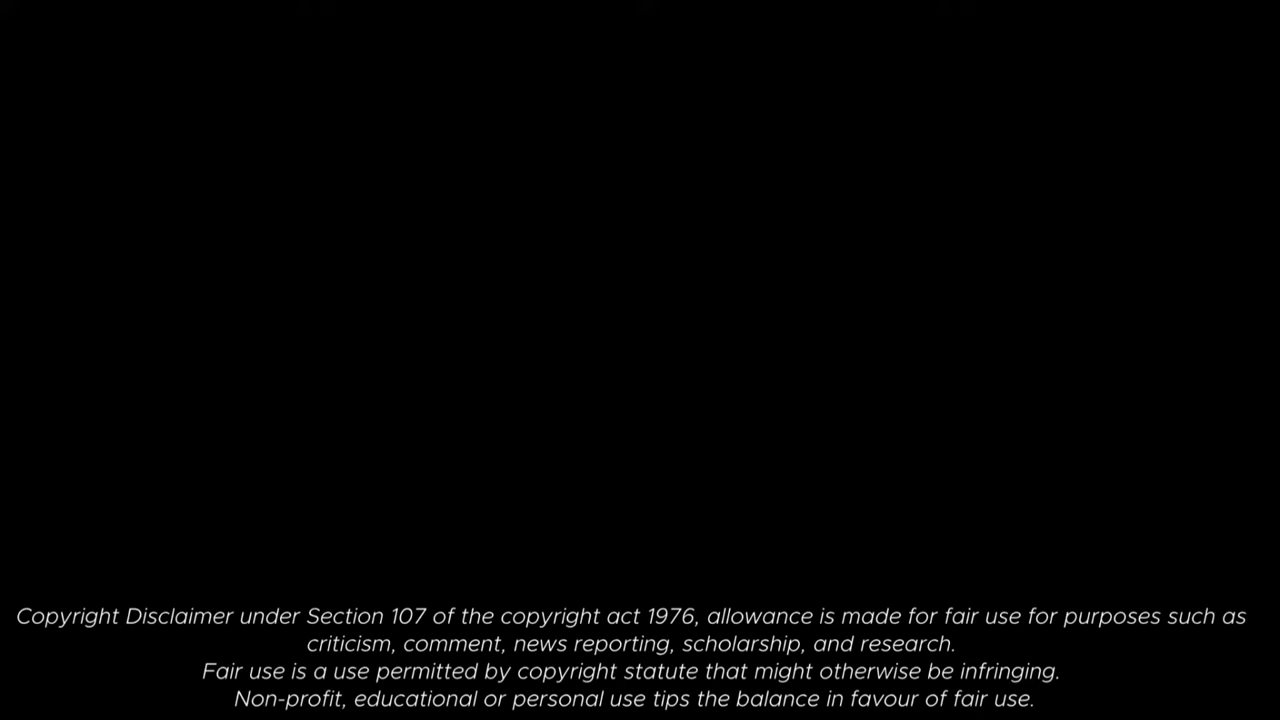 Copyright Disclaimer under Section 107 of the copyright act 1976, allowance is made for fair use for purposes such as
criticism, comment, news reporting, scholarship, and research.
Fair use is a use permitted by copyright statute that might otherwise be infringing.
Non-profit, educational or personal use tips the balance in favour of fair use.